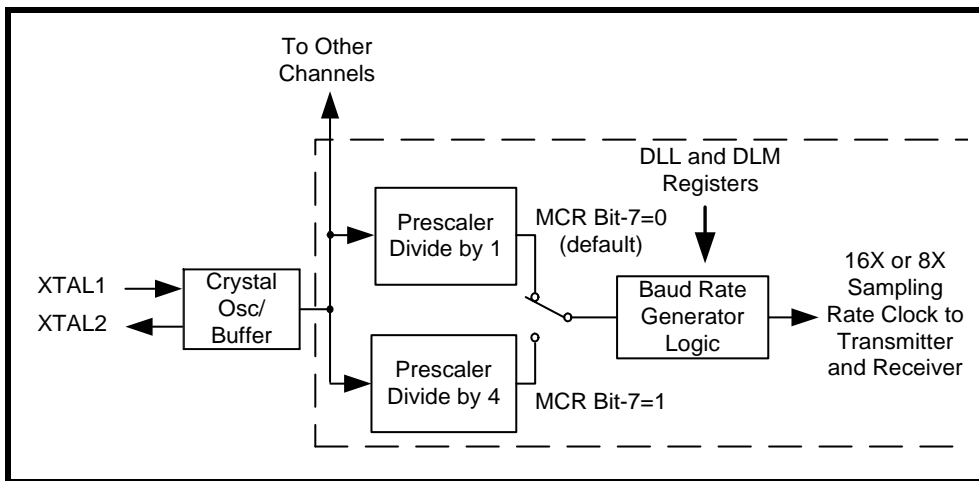 To Other
Channels
DLL and DLM
Registers
Prescaler
Divide by 1
MCR Bit-7=0
(default)
XTAL1
XTAL2
Crystal
Osc/
Buffer
Baud Rate
Generator
Logic
16X or 8X
Sampling
Rate Clock to
Transmitter
and Receiver
Prescaler
Divide by 4
MCR Bit-7=1